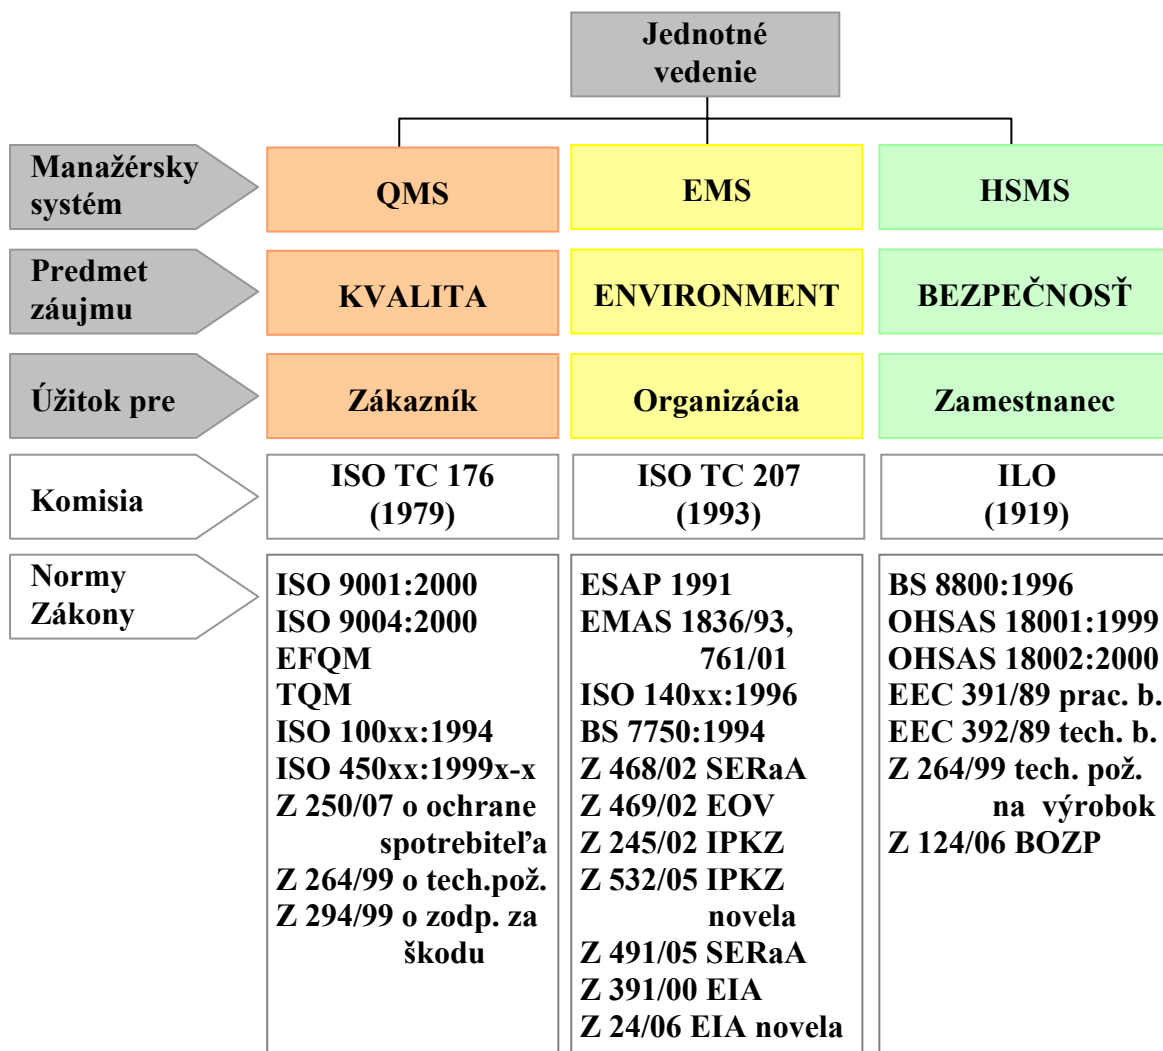 Jednotné
vedenie
Manažérsky
systém
QMS
EMS
HSMS
Predmet
záujmu
KVALITA
ENVIRONMENT
BEZPEČNOSŤ
Úžitok pre
Zákazník
Organizácia
Zamestnanec
Komisia
ISO TC 176
(1979)
ISO TC 207
(1993)
ILO
(1919)
Normy
Zákony
ISO 9001:2000
ISO 9004:2000
EFQM
TQM
ISO 100xx:1994
ISO 450xx:1999x-x
Z 250/07 o ochrane
spotrebiteľa
Z 264/99 o tech.pož.
Z 294/99 o zodp. za
škodu
ESAP 1991
EMAS 1836/93,
761/01
ISO 140xx:1996
BS 7750:1994
Z 468/02 SERaA
Z 469/02 EOV
Z 245/02 IPKZ
Z 532/05 IPKZ
novela
Z 491/05 SERaA
Z 391/00 EIA
Z 24/06 EIA novela
BS 8800:1996
OHSAS 18001:1999
OHSAS 18002:2000
EEC 391/89 prac. b.
EEC 392/89 tech. b.
Z 264/99 tech. pož.
na výrobok
Z 124/06 BOZP